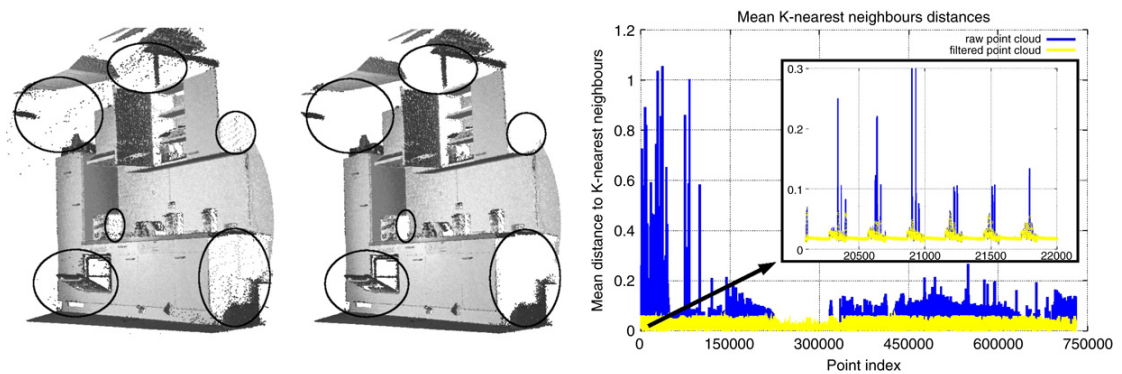 Mean K-nearest neighbours distances
raw point cloud
filtered point cloud
Mean distance to K-nearest neighbours
1.2
1
0.8
0.6
0.4
0.2
0
0.3
0.2
0.1
0
20500 21000 21500 22000
0 150000 300000 450000 600000 750000
Point index